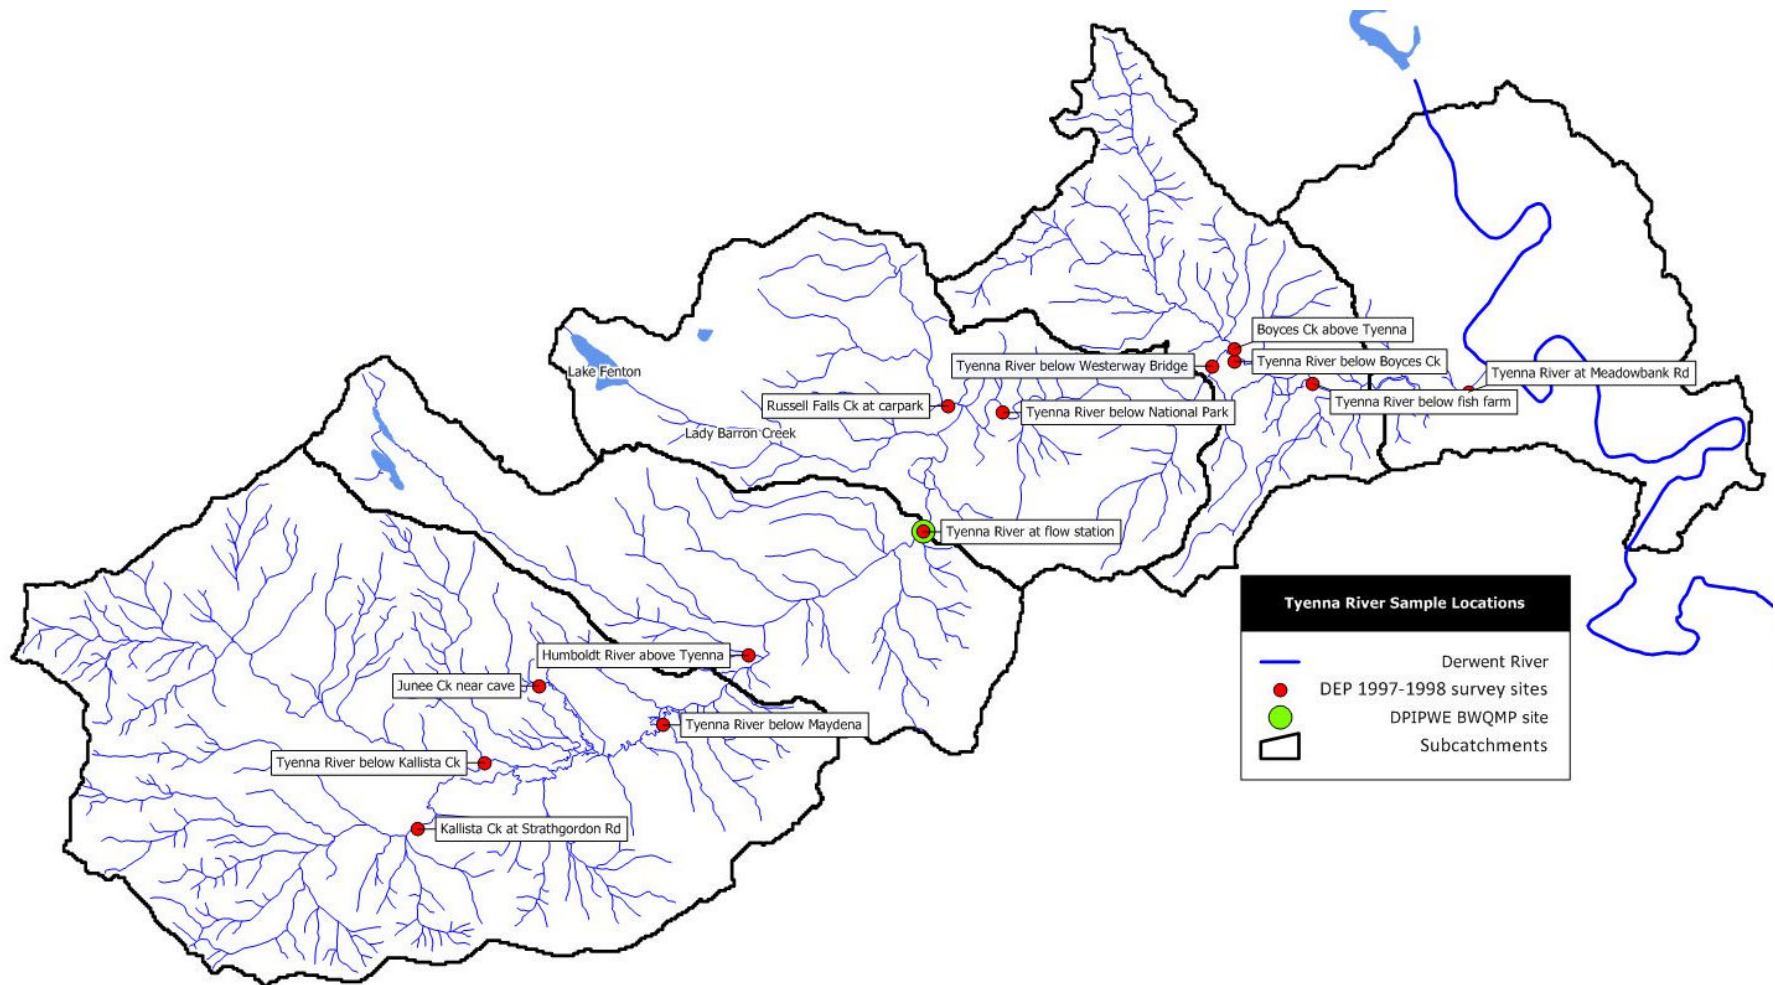 Boyces Ck above Tyenna
Tyenna River below Westerway Bridge
Tyenna River below Boyces Ck
Tyenna River at Meadowbank Rd
Lake Fenton
Russell Falls Ck at carpark
Tyenna River below National Park
Tyenna River below fish farm
Lady Barron Creek
Tyenna River at flow station
Humboldt River above Tyenna
Junee Ck near cave
Tyenna River below Maydena
Tyenna River below Kallista Ck
Kallista Ck at Strathgordon Rd
Tyenna River Sample Locations
Derwent River
DEP 1997-1998 survey sites
DPIPWE BWQMP site
Subcatchments